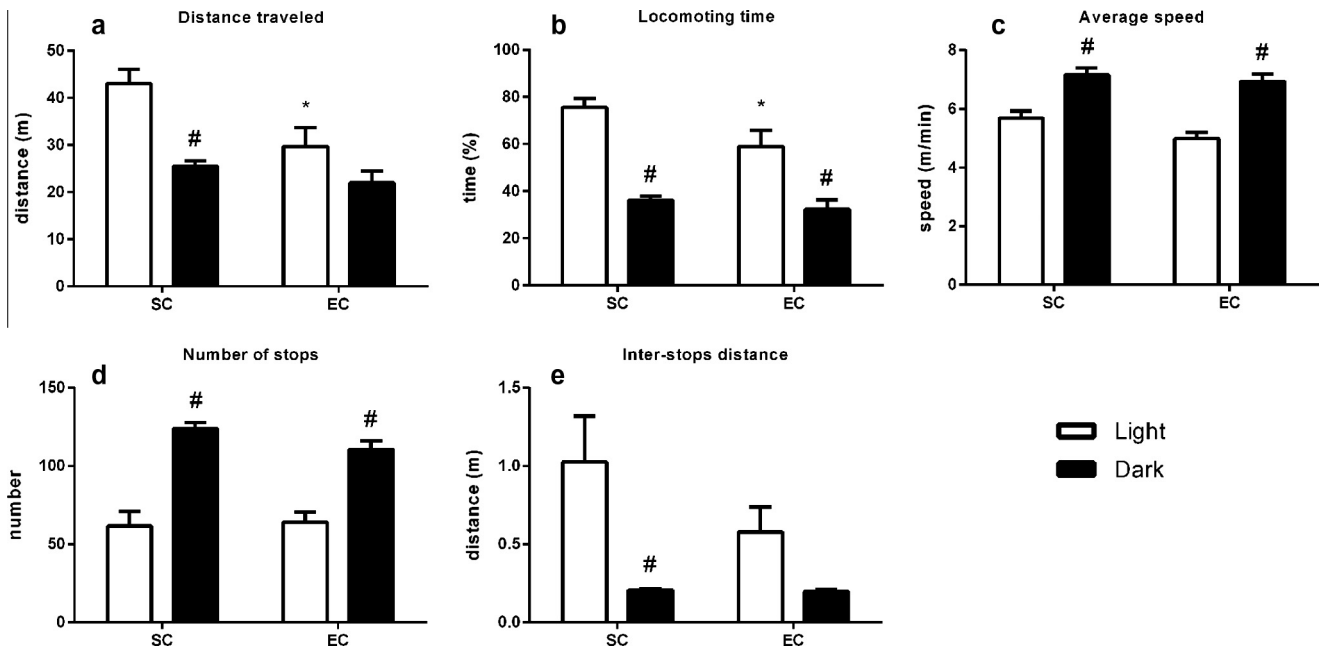 a
Distance traveled
distance (m)
50
40
30
20
10
0
#
*
SC
EC
b
Locomoting time
time (%)
100
80
60
40
20
0
#
*
#
SC
EC
c
Average speed
speed (m/min)
8
6
4
2
0
#
#
SC
EC
d
Number of stops
number
150
100
50
0
#
#
SC
EC
e
Inter-stops distance
distance (m)
1.5
1.0
0.5
0.0
#
SC
EC
Light
Dark